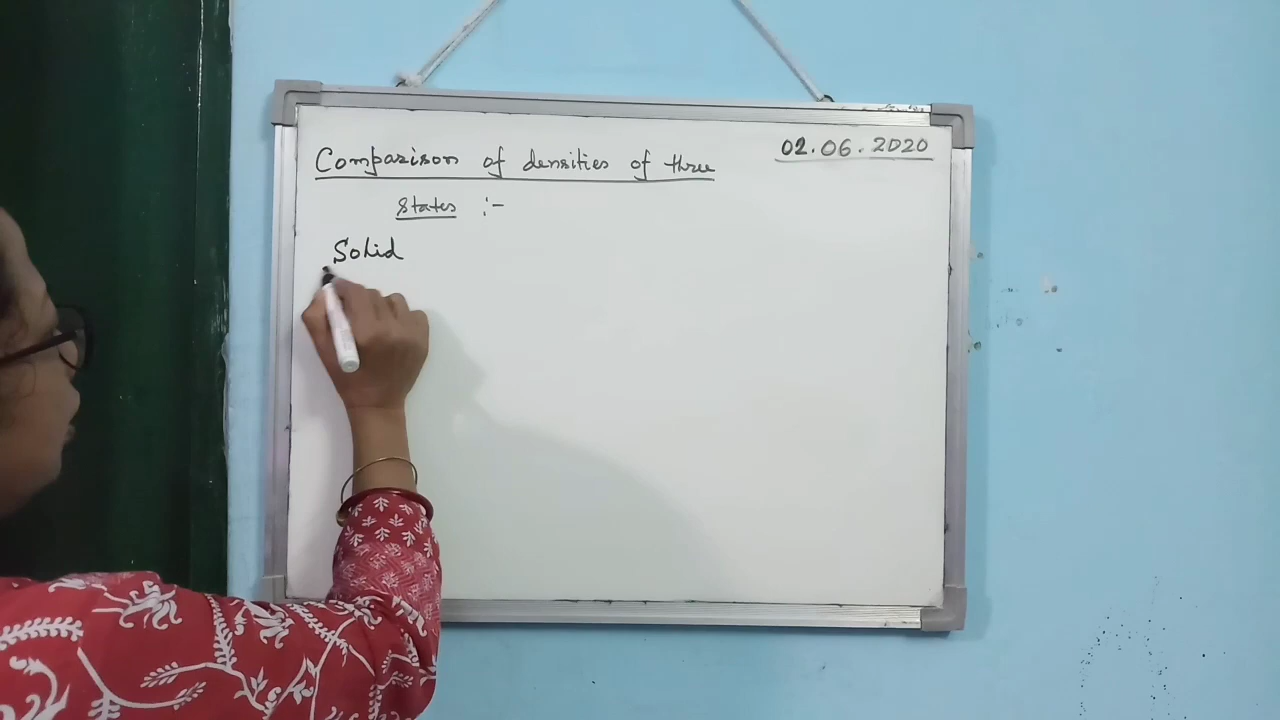 02.06.2020
Comparison of densities of three
States :-
Solid